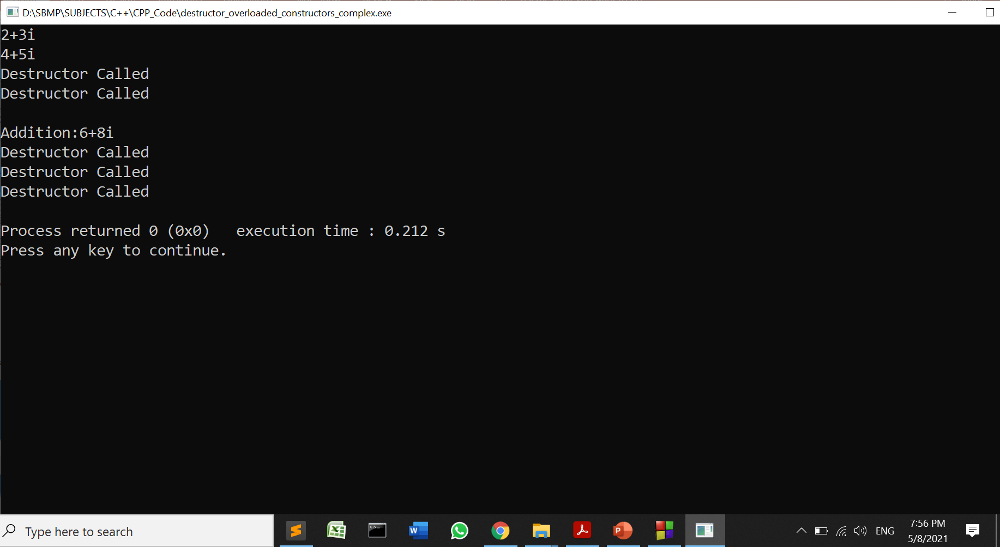 D:\SBMP\SUBJECTS\C++\CPP_Code\destructor_overloaded_constructors_complex.exe
2+3i
4+5i
Destructor Called
Destructor Called
Addition:6+8i
Destructor Called
Destructor Called
Destructor Called
Process returned 0 (0x0)   execution time : 0.212 s
Press any key to continue.
Type here to search
ENG
7:56 PM
5/8/2021